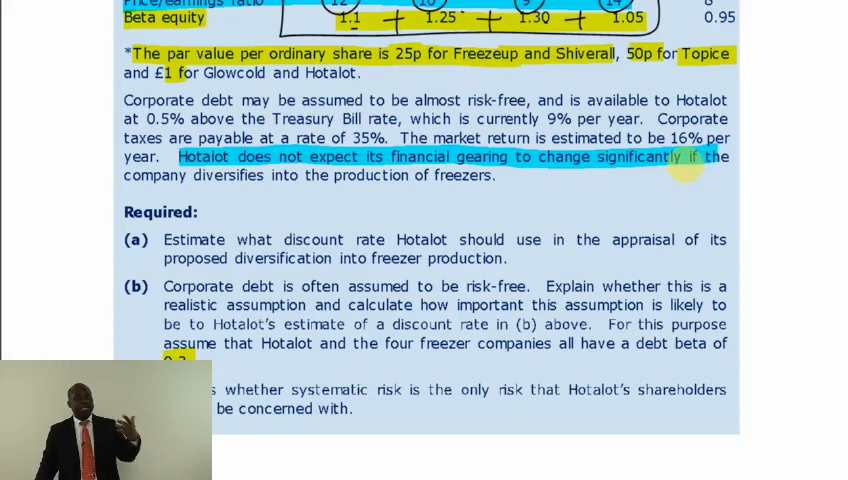 Price/earnings ratio 12 10 9 14 8
Beta equity 1.1 + 1.25 + 1.30 + 1.05 0.95
*The par value per ordinary share is 25p for Freezeup and Shiverall, 50p for Topice
and £1 for Glowcold and Hotalot.
Corporate debt may be assumed to be almost risk-free, and is available to Hotalot
at 0.5% above the Treasury Bill rate, which is currently 9% per year. Corporate
taxes are payable at a rate of 35%. The market return is estimated to be 16% per
year. Hotalot does not expect its financial gearing to change significantly if the
company diversifies into the production of freezers.
Required:
(a) Estimate what discount rate Hotalot should use in the appraisal of its
proposed diversification into freezer production.
(b) Corporate debt is often assumed to be risk-free. Explain whether this is a
realistic assumption and calculate how important this assumption is likely to
be to Hotalot's estimate of a discount rate in (b) above. For this purpose
assume that Hotalot and the four freezer companies all have a debt beta of
whether systematic risk is the only risk that Hotalot's shareholders
be concerned with.